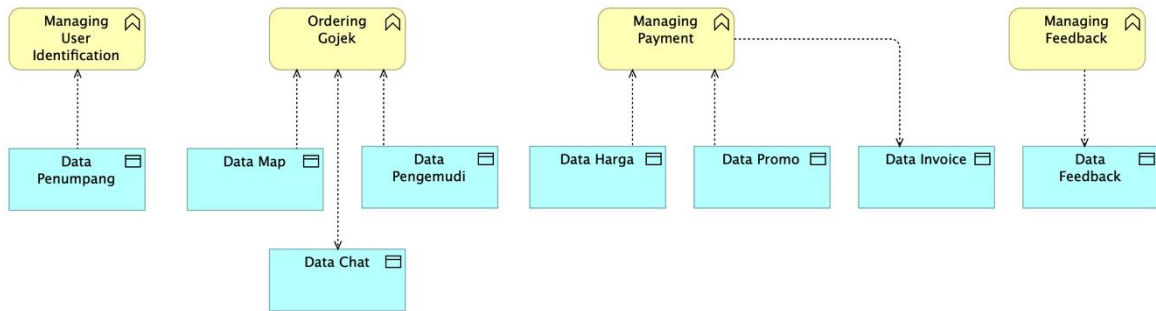 Managing
User
Identification
Ordering
Gojek
Managing
Payment
Managing
Feedback
Data
Penumpang
Data Map
Data
Pengemudi
Data Harga
Data Promo
Data Invoice
Data
Feedback
Data Chat